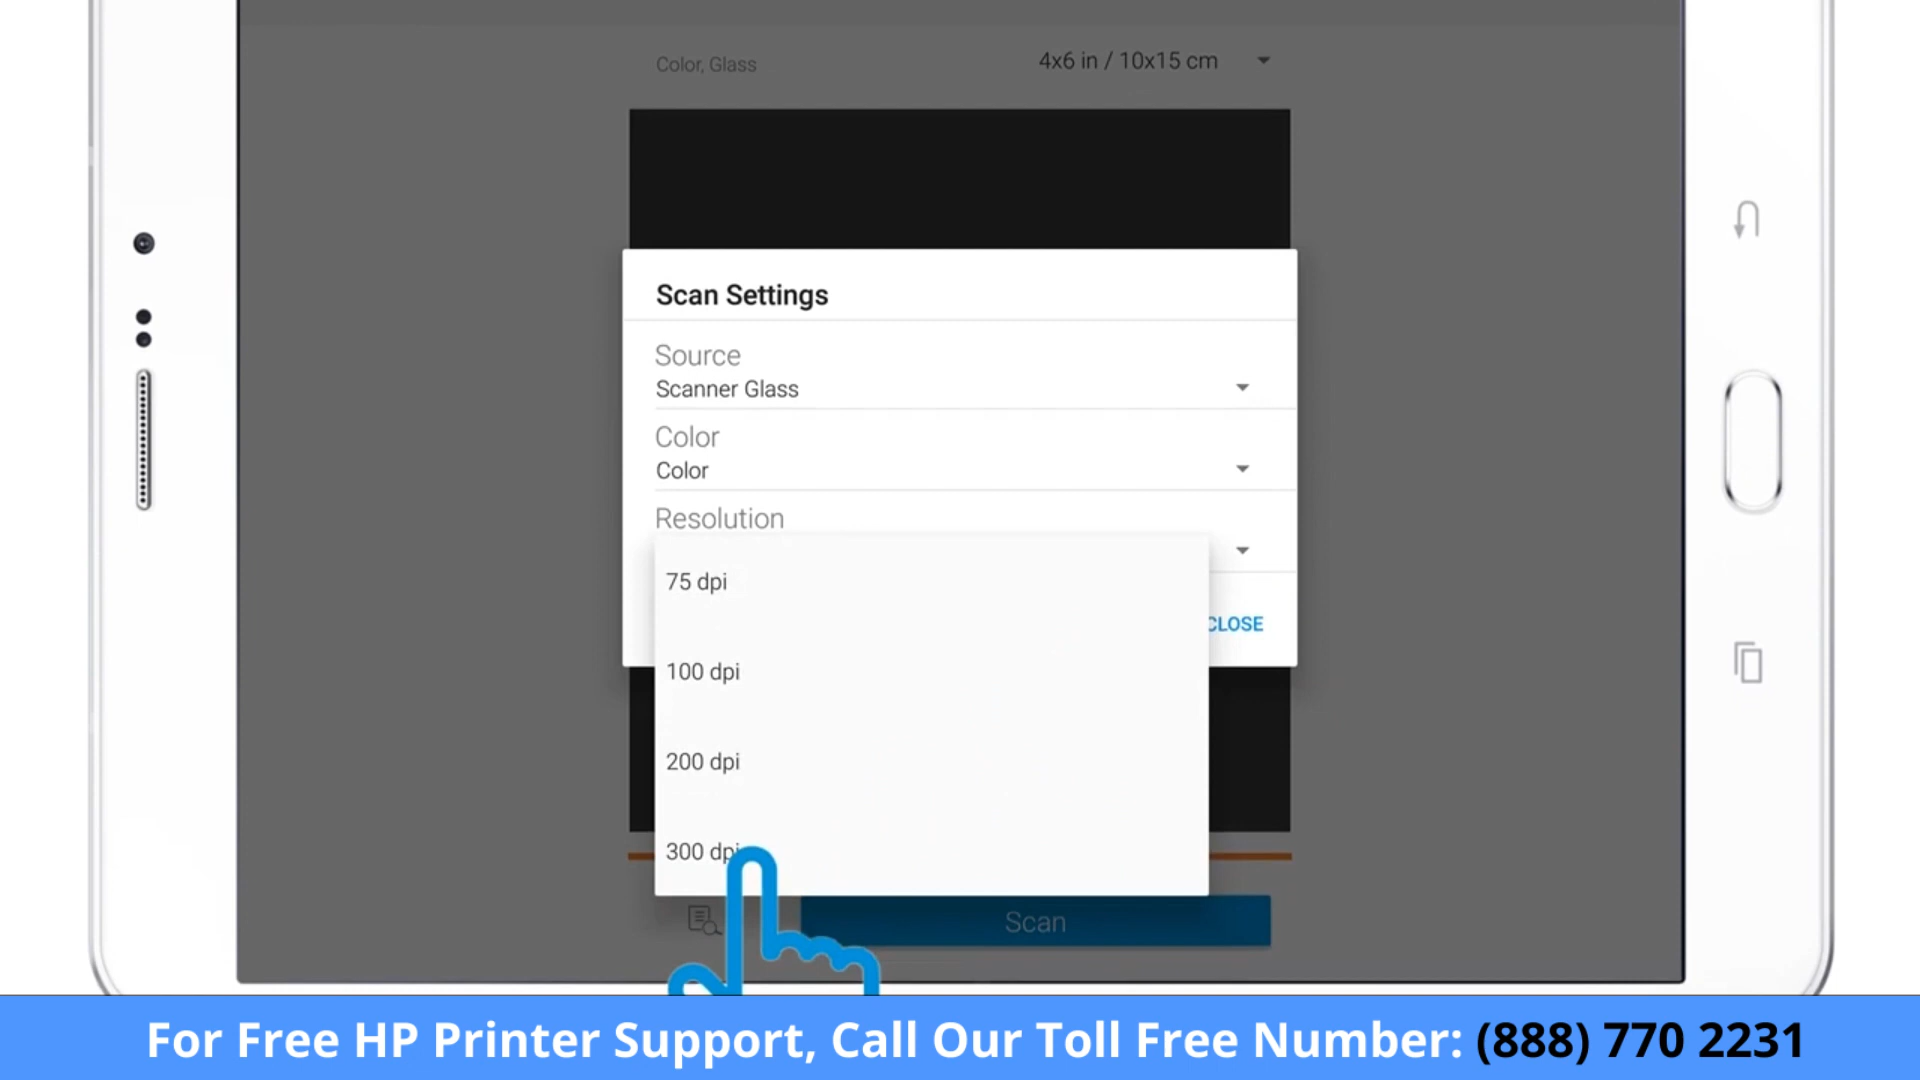 Color, Glass
4x6 in / 10x15 cm
Scan Settings
Source
Scanner Glass
Color
Color
Resolution
75 dpi
CLOSE
100 dpi
200 dpi
300 dpi
Scan
For Free HP Printer Support, Call Our Toll Free Number: (888) 770 2231